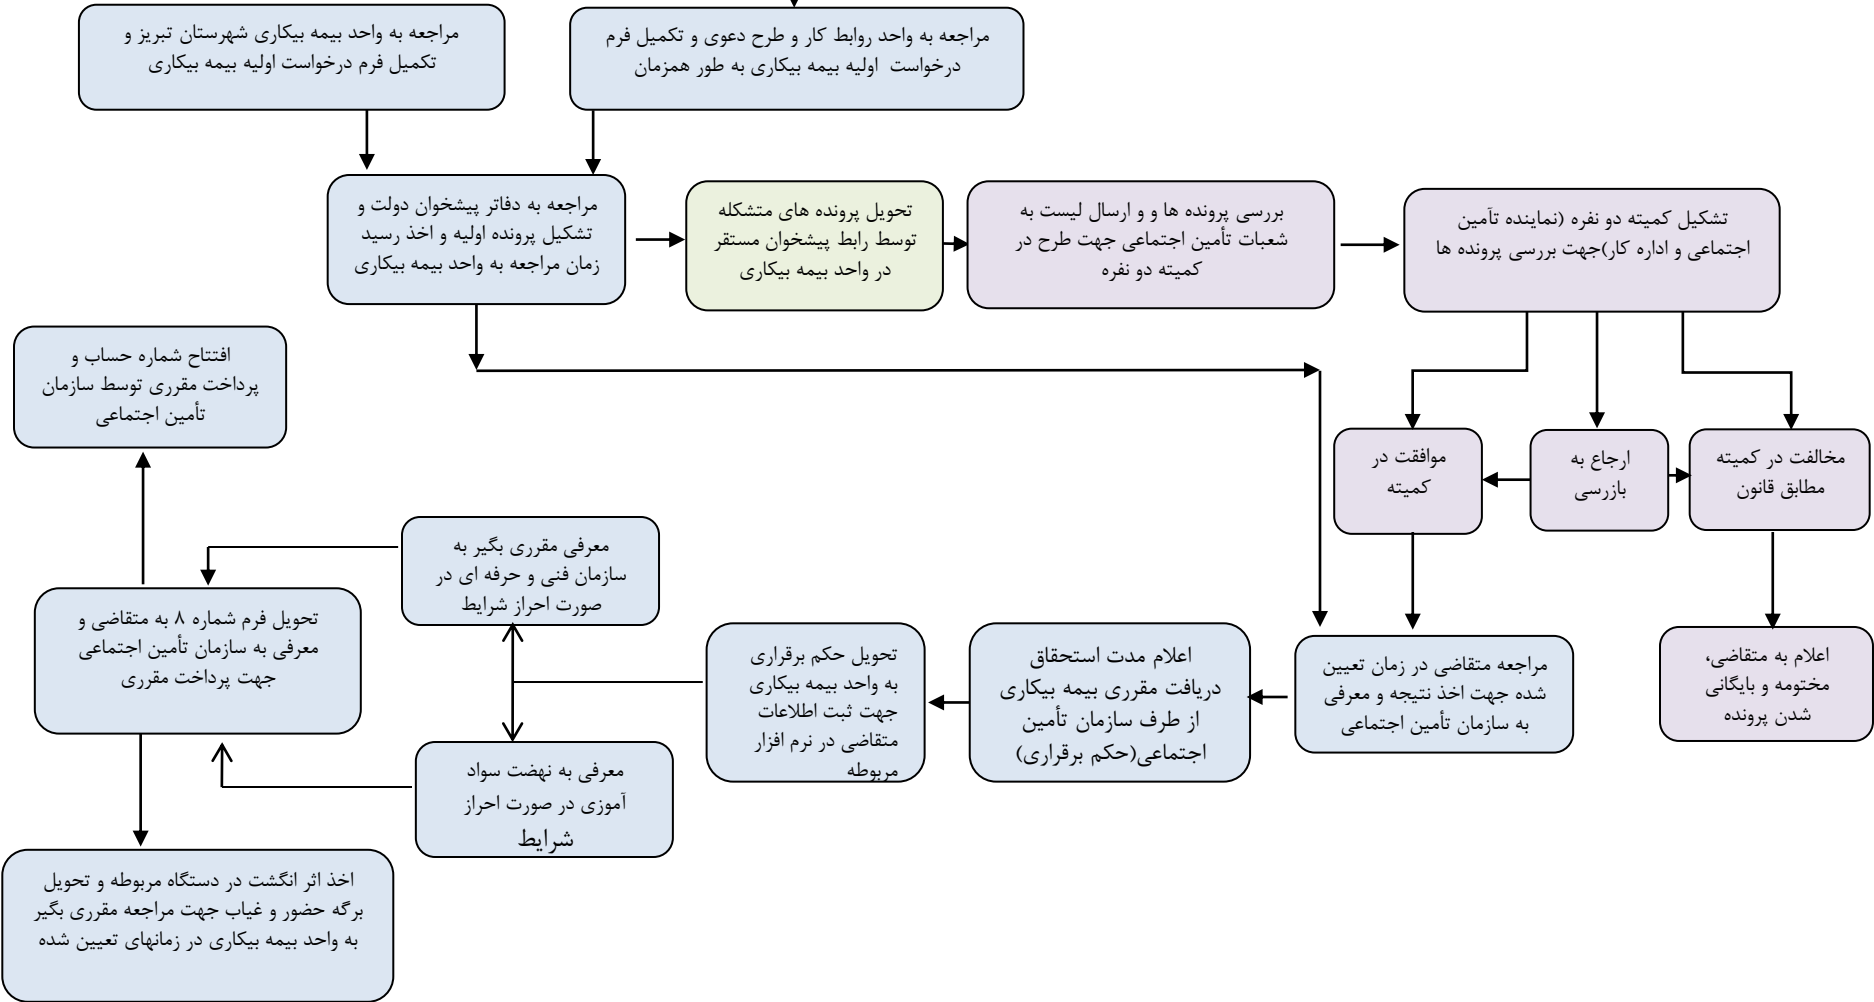 مراجعه به واحد روابط کار و طرح دعوی و تکمیل فرم
درخواست اولیه بیمه بیکاری به طور همزمان
مراجعه به واحد بیمه بیکاری شهرستان تبریز و
تکمیل فرم درخواست اولیه بیمه بیکاری
مراجعه به دفاتر پیشخوان دولت و
تشکیل پرونده اولیه و اخذ رسید
زمان مراجعه به واحد بیمه بیکاری
تحویل پرونده های متشکله
توسط رابط پیشخوان مستقر
در واحد بیمه بیکاری
بررسی پرونده ها و و ارسال لیست به
شعبات تأمین اجتماعی جهت طرح در
کمیته دو نفره
تشکیل کمیته دو نفره (نماینده تآمین
اجتماعی و اداره کار)جهت بررسی پرونده ها
مخالفت در کمیته
مطابق قانون
ارجاع به
بازرسی
موافقت در
کمیته
اعلام به متقاضی،
مختومه و بایگانی
شدن پرونده
مراجعه متقاضی در زمان تعیین
شده جهت اخذ نتیجه و معرفی
به سازمان تأمین اجتماعی
اعلام مدت استحقاق
دریافت مقرری بیمه بیکاری
از طرف سازمان تأمین
اجتماعی(حکم برقراری)
تحویل حکم برقراری
به واحد بیمه بیکاری
جهت ثبت اطلاعات
متقاضی در نرم افزار
مربوطه
معرفی مقرری بگیر به
سازمان فنی و حرفه ای در
صورت احراز شرایط
معرفی به نهضت سواد
آموزی در صورت احراز
شرایط
تحویل فرم شماره ۸ به متقاضی و
معرفی به سازمان تأمین اجتماعی
جهت پرداخت مقرری
افتتاح شماره حساب و
پرداخت مقرری توسط سازمان
تأمین اجتماعی
اخذ اثر انگشت در دستگاه مربوطه و تحویل
برگه حضور و غیاب جهت مراجعه مقرری بگیر
به واحد بیمه بیکاری در زمانهای تعیین شده